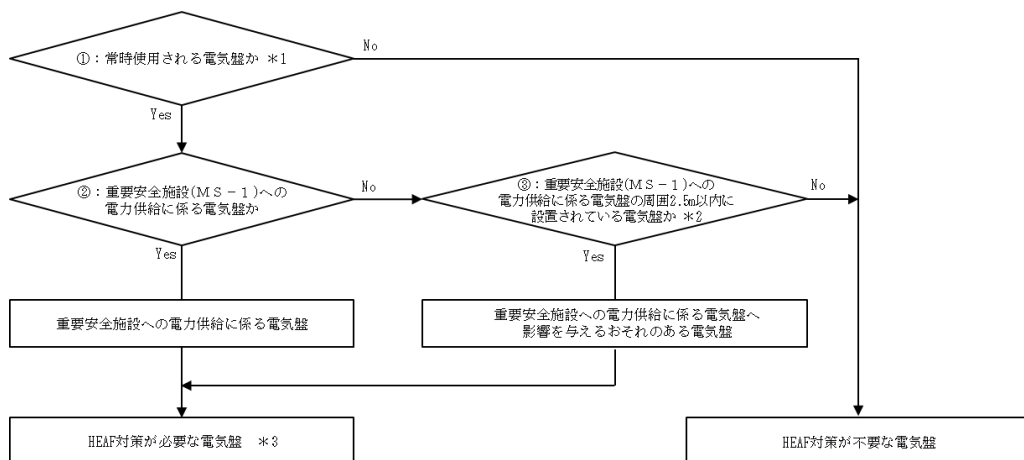 ①：常時使用される電気盤か ＊1
No
Yes
②：重要安全施設(ＭＳ－１)への
電力供給に係る電気盤か
No
③：重要安全施設(ＭＳ－１)への
電力供給に係る電気盤の周囲2.5m以内に
設置されている電気盤か ＊2
No
Yes
Yes
重要安全施設への電力供給に係る電気盤
重要安全施設への電力供給に係る電気盤へ
影響を与えるおそれのある電気盤
HEAF対策が必要な電気盤 ＊3
HEAF対策が不要な電気盤